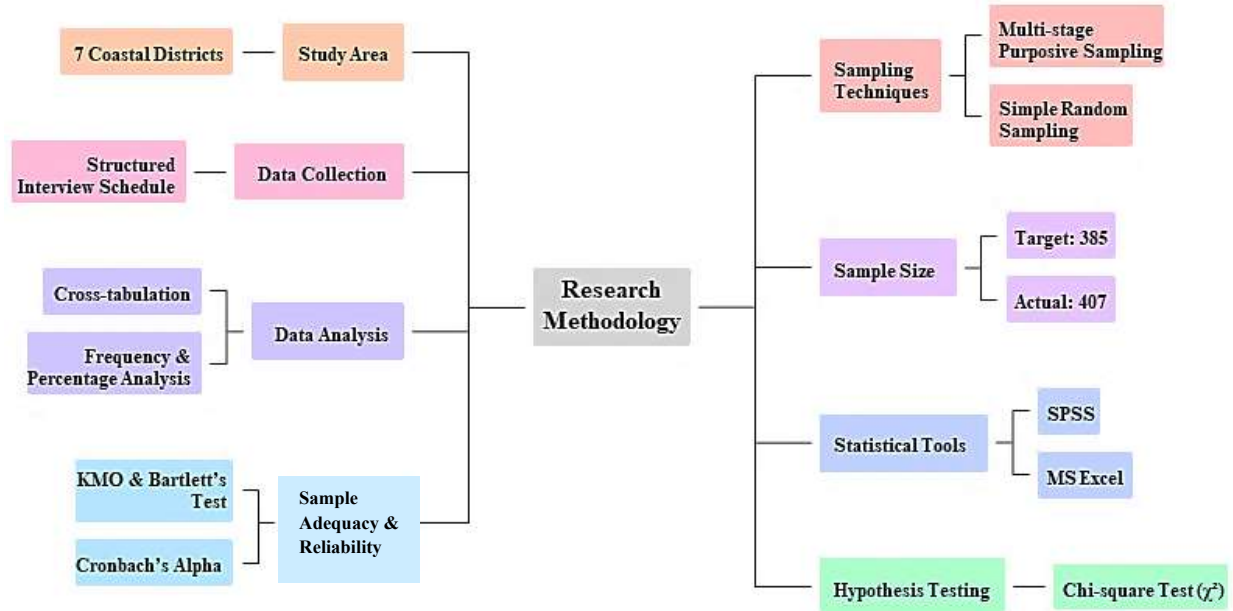 7 Coastal Districts
Study Area
Structured
Interview Schedule
Data Collection
Cross-tabulation
Frequency &
Percentage Analysis
Data Analysis
KMO & Bartlett's
Test
Cronbach's Alpha
Sample
Adequacy &
Reliability
Research
Methodology
Sampling
Techniques
Multi-stage
Purposive Sampling
Simple Random
Sampling
Sample Size
Target: 385
Actual: 407
Statistical Tools
SPSS
MS Excel
Hypothesis Testing
Chi-square Test (χ²)